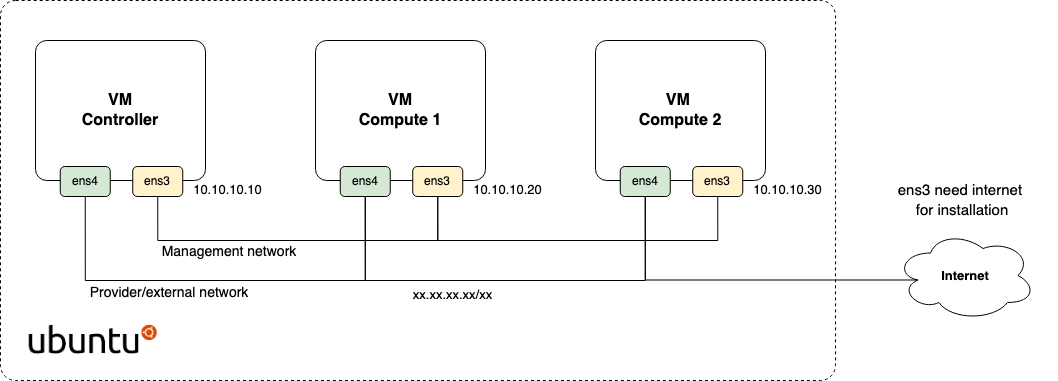 VM
Controller
VM
Compute 1
VM
Compute 2
ens4
ens3
10.10.10.10
ens4
ens3
10.10.10.20
ens4
ens3
10.10.10.30
ens3 need internet
for installation
Management network
Internet
Provider/external network
xx.xx.xx.xx/xx
ubuntu